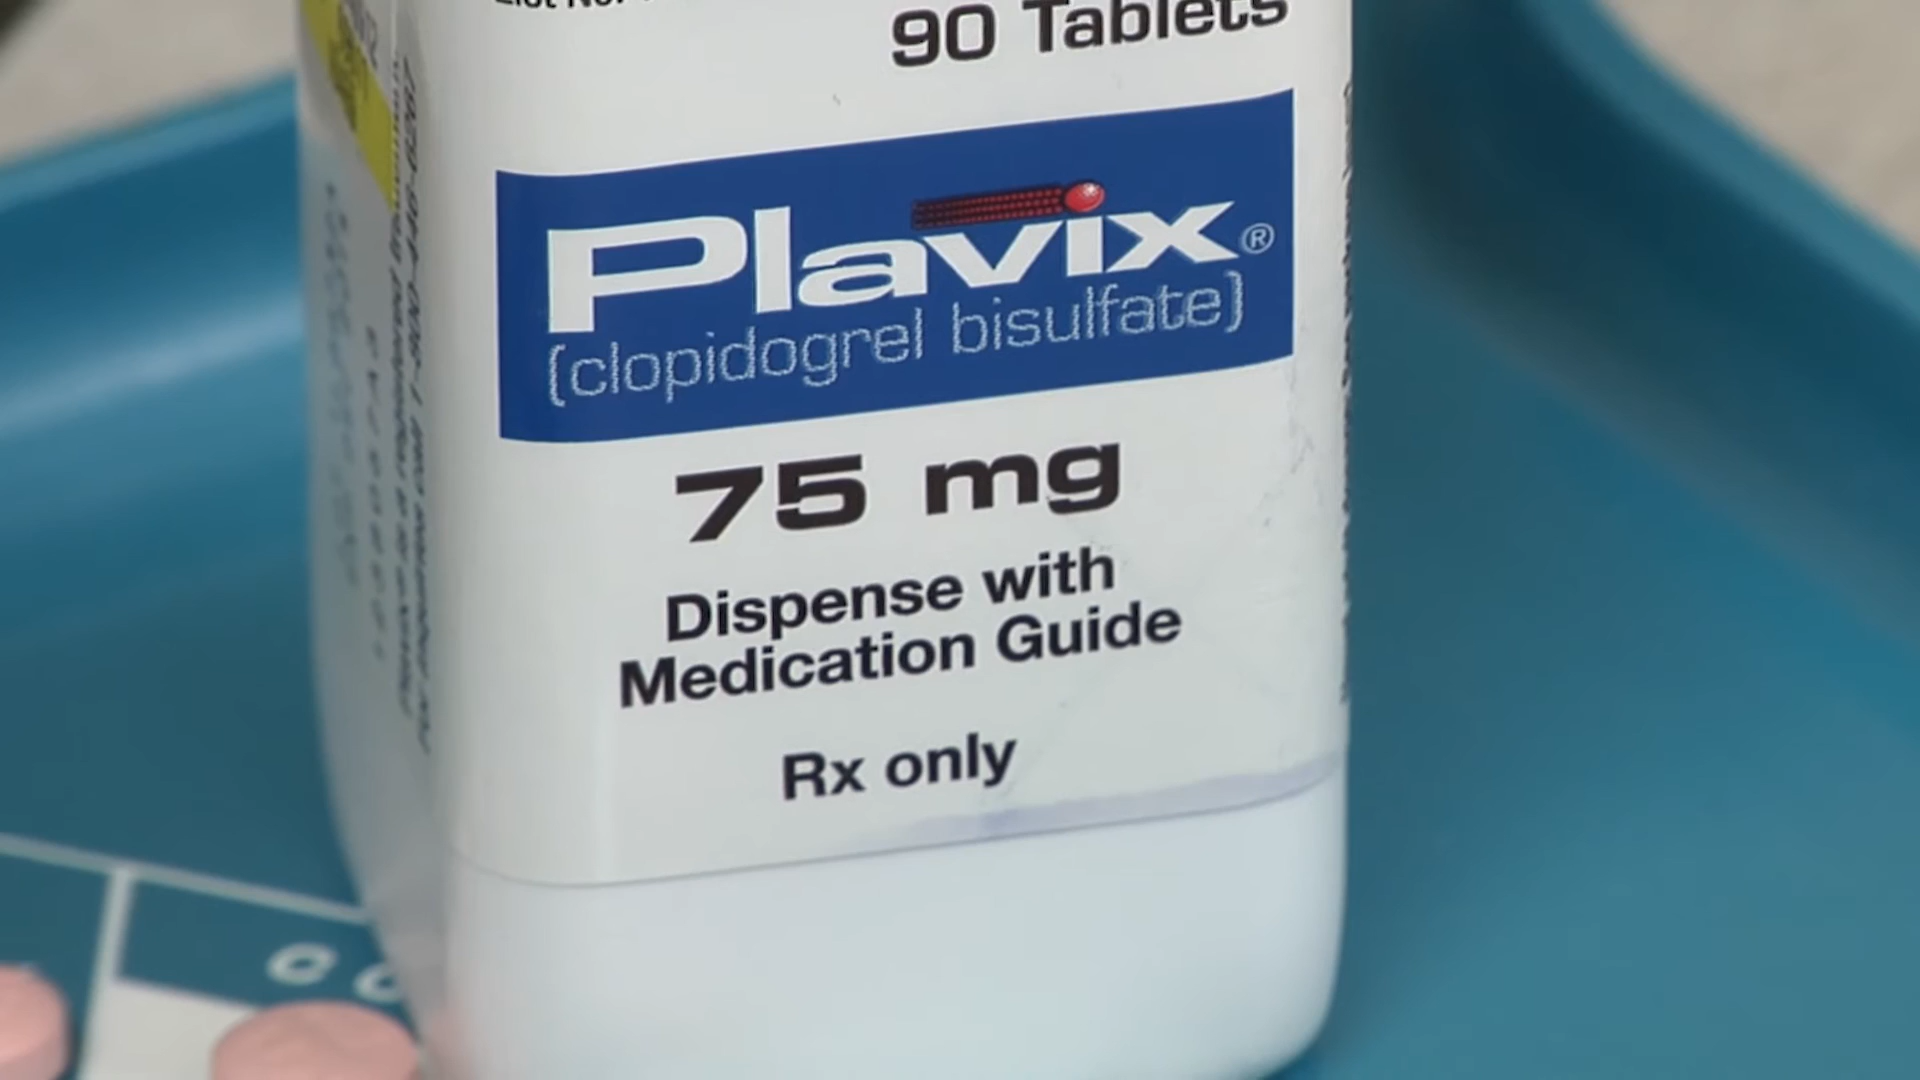 90 Tablets
Plavix®
(clopidogrel bisulfate)
75 mg
Dispense with
Medication Guide
Rx only